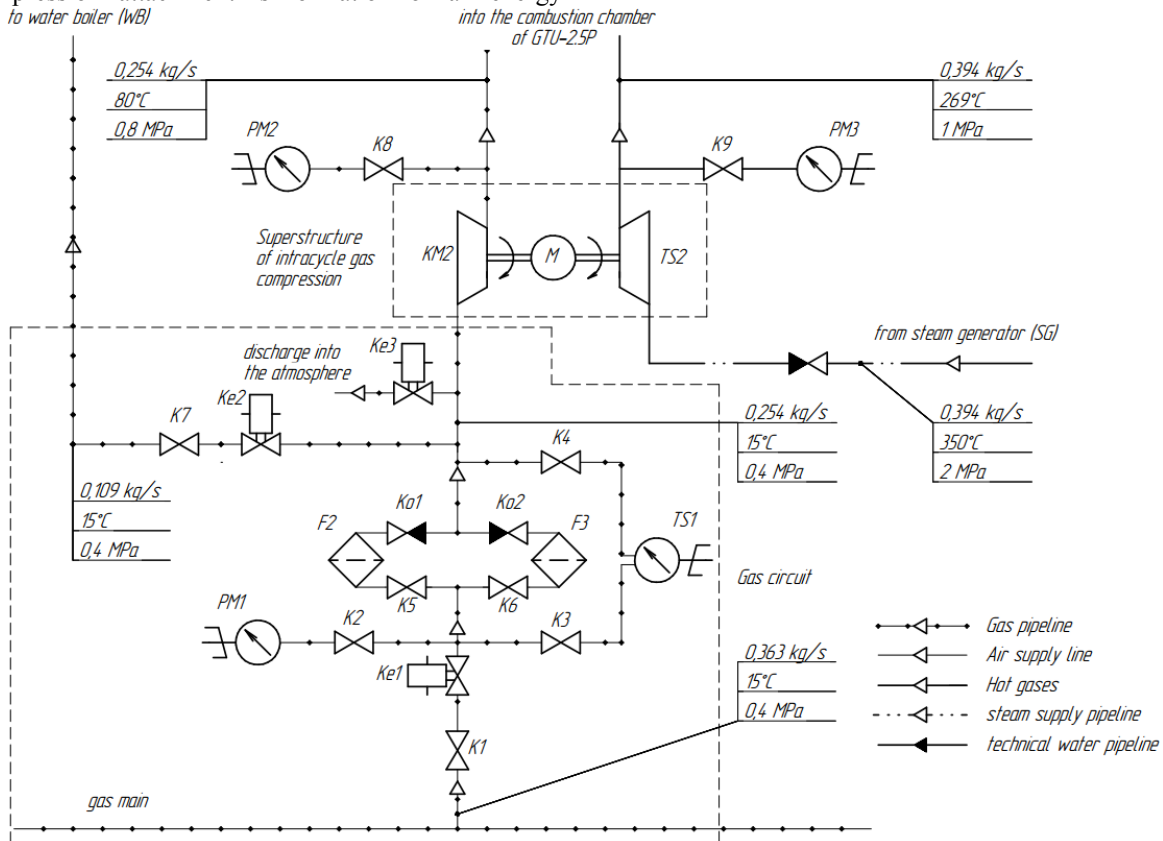 to water boiler (WB)
into the combustion chamber
of GTU-2.5P
0,254 kg/s
80°C
0,8 MPa
0,394 kg/s
269°C
1 MPa
PM2
K8
K9
PM3
Superstructure
of intracycle gas
compression
KM2
M
TS2
discharge into
the atmosphere
Ke3
from steam generator (SG)
K7
Ke2
K4
0,254 kg/s
15°C
0,4 MPa
0,394 kg/s
350°C
2 MPa
0,109 kg/s
15°C
0,4 MPa
Ko1
Ko2
F2
F3
TS1
K5
K6
Gas circuit
PM1
K2
K3
Ke1
0,363 kg/s
15°C
0,4 MPa
K1
gas main
Gas pipeline
Air supply line
Hot gases
steam supply pipeline
technical water pipeline